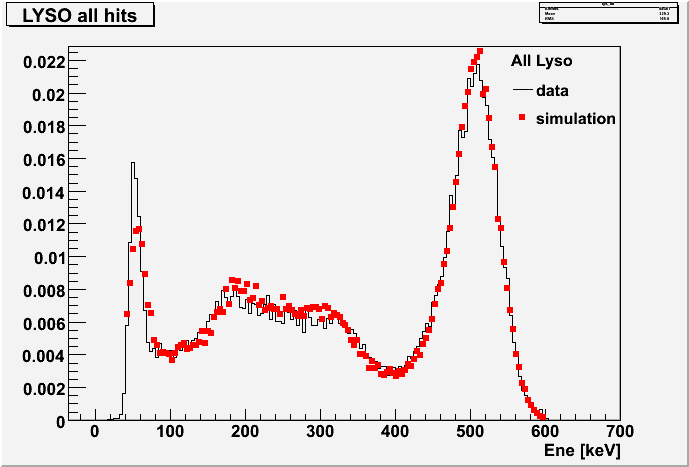 LYSO all hits
Mean
RMS
All Lyso
data
simulation
0.022
0.02
0.018
0.016
0.014
0.012
0.01
0.008
0.006
0.004
0.002
0
0 100 200 300 400 500 600 700
Ene [keV]